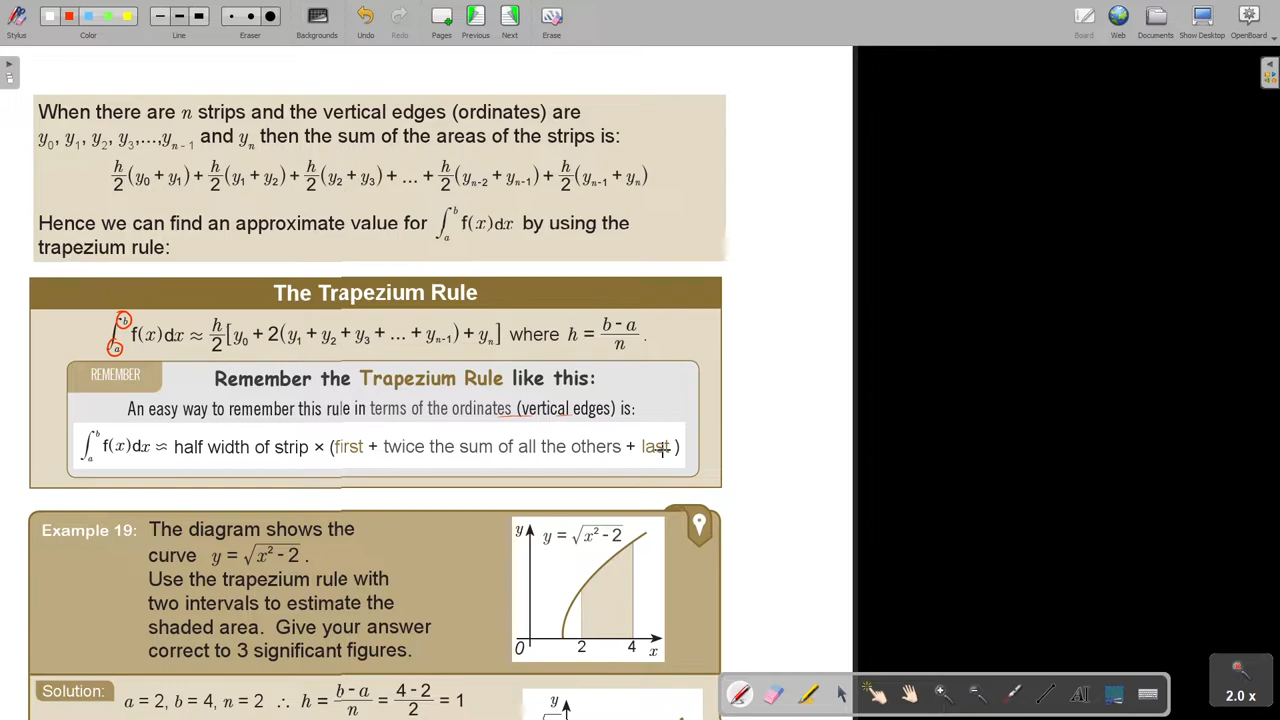 Stylus
Color
Line
Eraser
Backgrounds
Undo
Redo
Pages
Previous
Next
Erase
Board
Web
Documents
Show Desktop
OpenBoard
When there are n strips and the vertical edges (ordinates) are
y₀, y₁, y₂, y₃,...,yₙ₋₁ and yₙ then the sum of the areas of the strips is:
h/2(y₀ + y₁) + h/2(y₁ + y₂) + h/2(y₂ + y₃) + ... + h/2(yₙ₋₂ + yₙ₋₁) + h/2(yₙ₋₁ + yₙ)
Hence we can find an approximate value for ∫ₐᵇ f(x)dx by using the
trapezium rule:
The Trapezium Rule
∫ₐᵇ f(x)dx ≈ h/2[y₀ + 2(y₁ + y₂ + y₃ + ... + yₙ₋₁) + yₙ] where h = (b - a)/n .
REMEMBER
Remember the Trapezium Rule like this:
An easy way to remember this rule in terms of the ordinates (vertical edges) is:
∫ₐᵇ f(x)dx ≈ half width of strip × (first + twice the sum of all the others + last )
Example 19:
The diagram shows the
curve y = √(x² - 2) .
Use the trapezium rule with
two intervals to estimate the
shaded area. Give your answer
correct to 3 significant figures.
y
y = √(x² - 2)
0
2
4
x
Solution:
a = 2, b = 4, n = 2 ∴ h = (b - a)/n = (4 - 2)/2 = 1
y
2.0 x